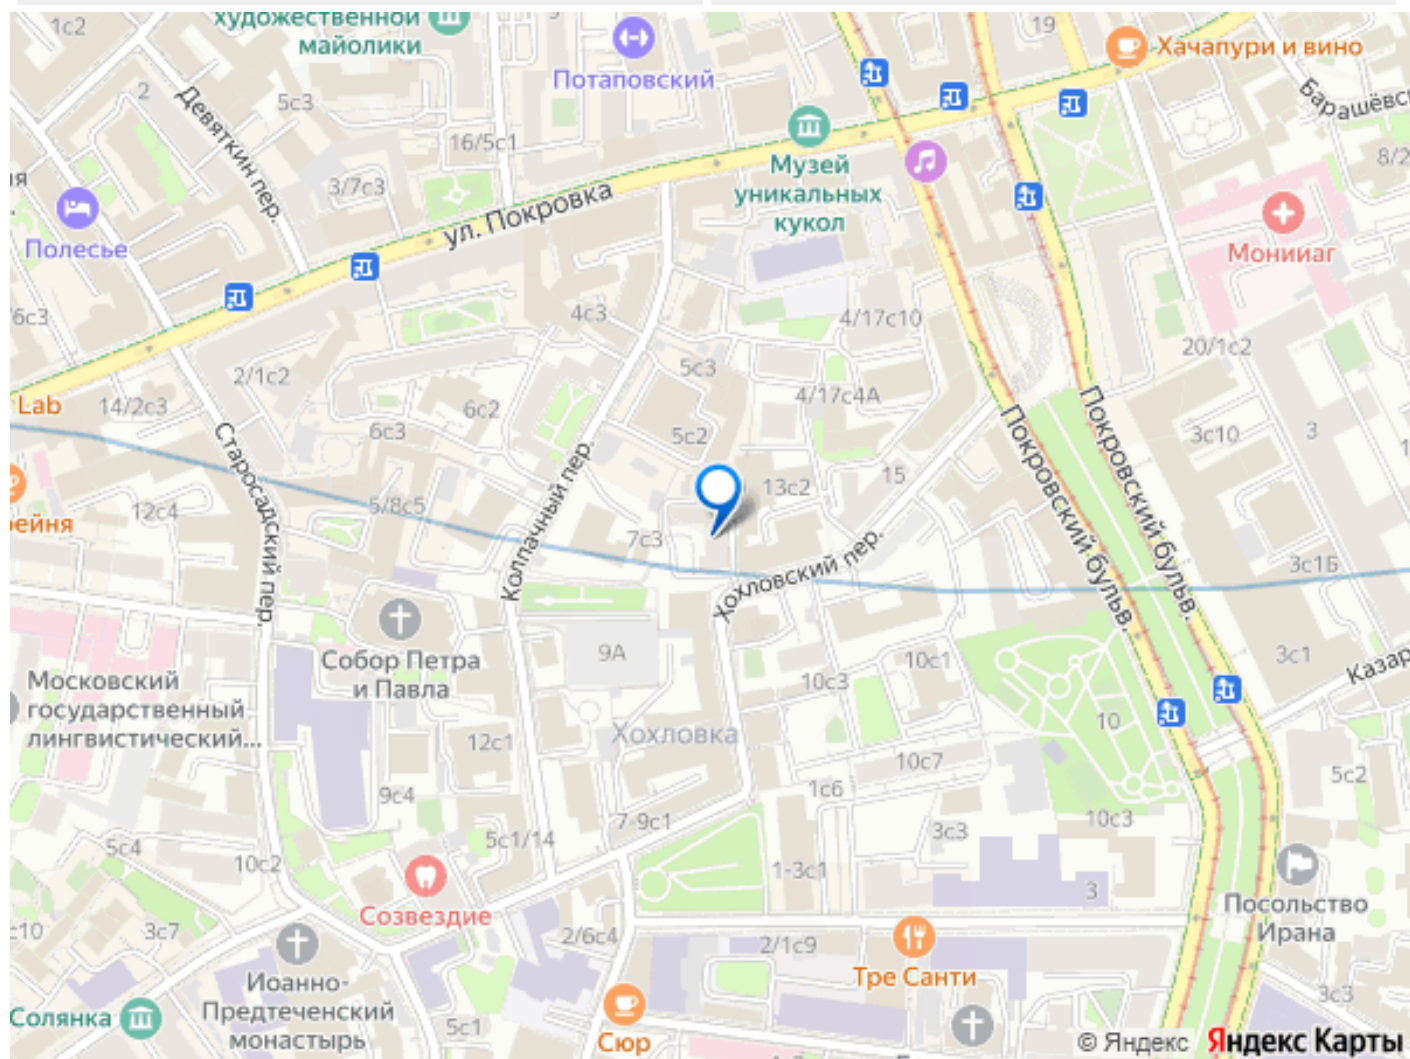 художественной
майолики
1с2
19
Хачапури и вино
Потаповский
2
Девяткин пер.
5с3
16/5с1
Музей
уникальных
кукол
8/2
3/7с3
ул. Покровка
Полесье
Мониинаг
6с3
4с3
4/17с10
20/1с2
2/1с2
5с3
Lab
14/2с3
6с2
4/17с4А
6с3
5с2
Покровский бульв.
Покровский бульв.
3с10
3
Старосадский пер.
Колпачный пер.
15
13с2
12с4
5/8с5
ейня
7с3
Хохловский пер.
3с1Б
Собор Петра
и Павла
9А
10с1
3с1
10с3
Московский
государственный
лингвистический...
10
Хохловка
12с1
10с7
5с2
9с4
1с6
7-9с1
10с3
5с1/14
3с3
5с4
10с2
1-3с1
3
Созвездие
Посольство
Ирана
3с7
2/6с4
2/1с9
Тре Санти
Иоанно-
Предтеченский
монастырь
3с3
Солянка
5с1
Сюр
© Яндекс Яндекс Карты